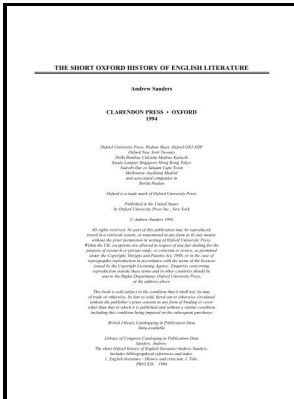 THE SHORT OXFORD HISTORY OF ENGLISH LITERATURE
Andrew Sanders
CLARENDON PRESS • OXFORD
1994
Oxford University Press, Walton Street, Oxford OX2 6DP
Oxford New York Toronto
Delhi Bombay Calcutta Madras Karachi
Kuala Lumpur Singapore Hong Kong Tokyo
Nairobi Dar es Salaam Cape Town
Melbourne Auckland Madrid
and associated companies in
Berlin Ibadan
Oxford is a trade mark of Oxford University Press
Published in the United States
by Oxford University Press Inc., New York
© Andrew Sanders 1994
All rights reserved. No part of this publication may be reproduced,
stored in a retrieval system, or transmitted in any form or by any means,
without the prior permission in writing of Oxford University Press.
Within the UK, exceptions are allowed in respect of any fair dealing for the
purpose of research or private study, or criticism or review, as permitted
under the Copyright, Designs and Patents Act, 1988, or in the case of
reprographic reproduction in accordance with the terms of the licences
issued by the Copyright Licensing Agency. Enquiries concerning
reproduction outside these terms and in other countries should be
sent to the Rights Department, Oxford University Press,
at the address above
This book is sold subject to the condition that it shall not, by way
of trade or otherwise, be lent, re-sold, hired out or otherwise circulated
without the publisher's prior consent in any form of binding or cover
other than that in which it is published and without a similar condition
including this condition being imposed on the subsequent purchaser
British Library Cataloguing in Publication Data
Data available
Library of Congress Cataloging in Publication Data
Sanders, Andrew.
The short Oxford history of English literature/Andrew Sanders.
Includes bibliographical references and index.
1. English literature—History and criticism. I. Title.
PR83.S26 1994